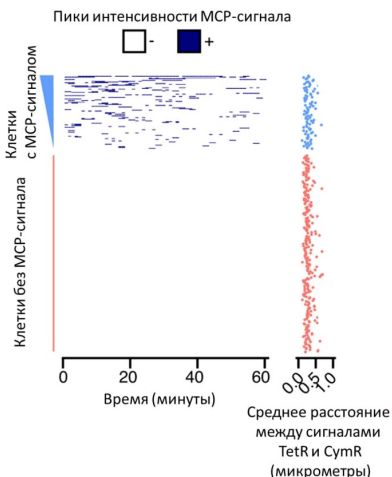 Пики интенсивности MCP-сигнала
- +
Клетки
с MCP-сигналом
Клетки без MCP-сигнала
0 20 40 60
Время (минуты)
0.0 0.5 1.0
Среднее расстояние
между сигналами
TetR и CymR
(микрометры)